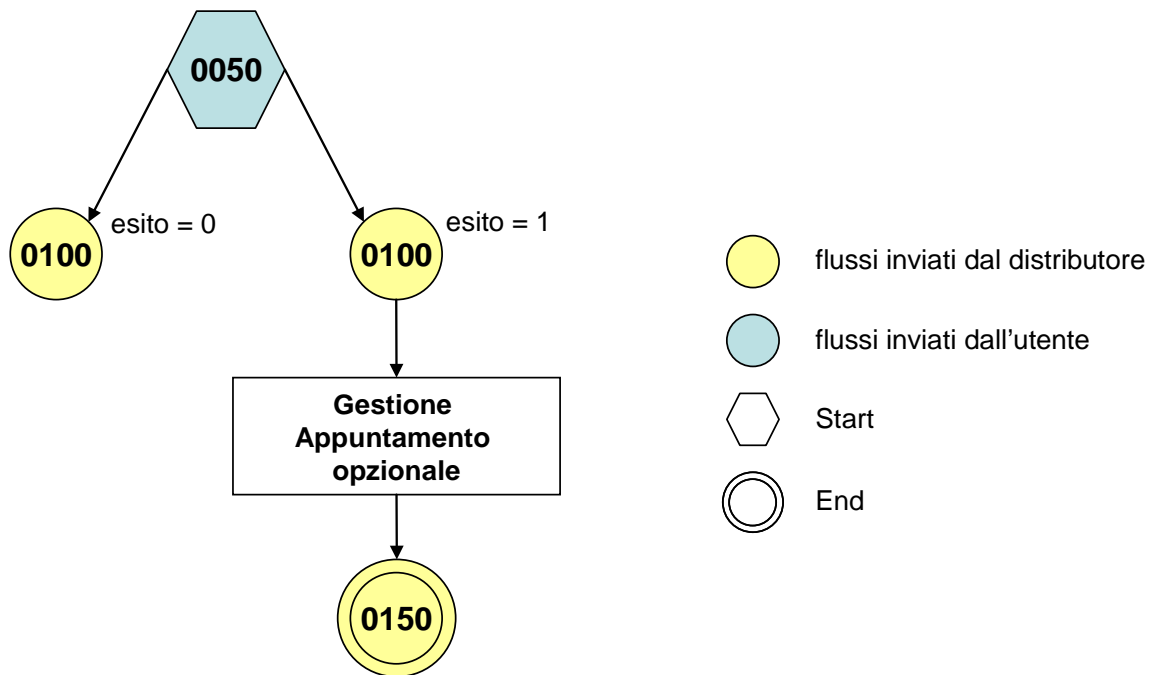 0050
esito = 0
esito = 1
0100
0100
Gestione
Appuntamento
opzionale
0150
flussi inviati dal distributore
flussi inviati dall'utente
Start
End